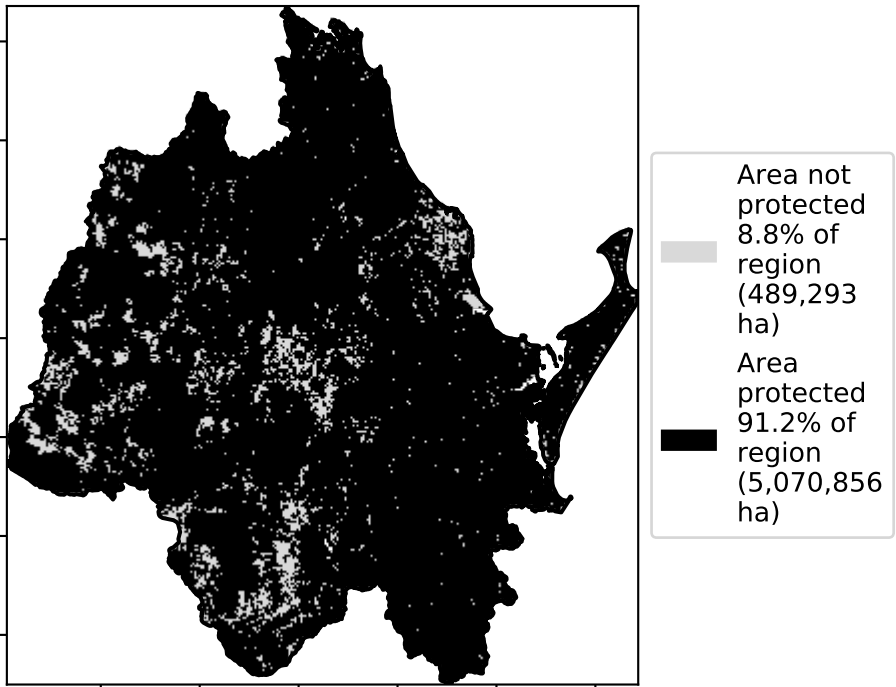 Area not
protected
8.8% of
region
(489,293
ha)
Area
protected
91.2% of
region
(5,070,856
ha)